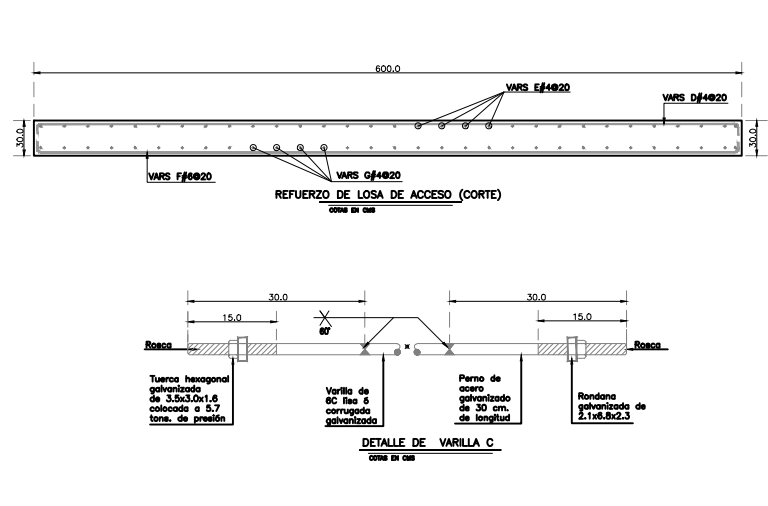 600.0
VARS E#4@20
VARS D#4@20
30.0
30.0
VARS F#6@20
VARS G#4@20
REFUERZO DE LOSA DE ACCESO (CORTE)
COTAS EN CMS
30.0
30.0
15.0
15.0
60°
Rosca
Rosca
Tuerca hexagonal
galvanizada
de 3.5x3.0x1.6
colocada a 5.7
tons. de presión
Varilla de
6C lisa 6
corrugada
galvanizada
Perno de
acero
galvanizado
de 30 cm.
de longitud
Rondana
galvanizada de
2.1x6.8x2.3
DETALLE DE VARILLA C
COTAS EN CMS